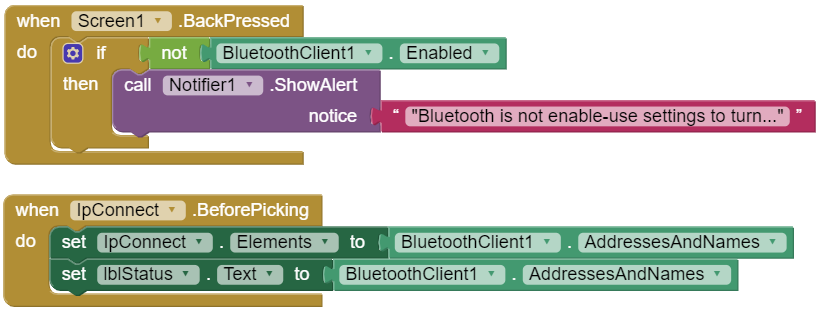 when Screen1 .BackPressed
do if not BluetoothClient1 . Enabled
then call Notifier1 .ShowAlert
notice “ "Bluetooth is not enable-use settings to turn..." ”
when lpConnect .BeforePicking
do set lpConnect . Elements to BluetoothClient1 . AddressesAndNames
set lblStatus . Text to BluetoothClient1 . AddressesAndNames